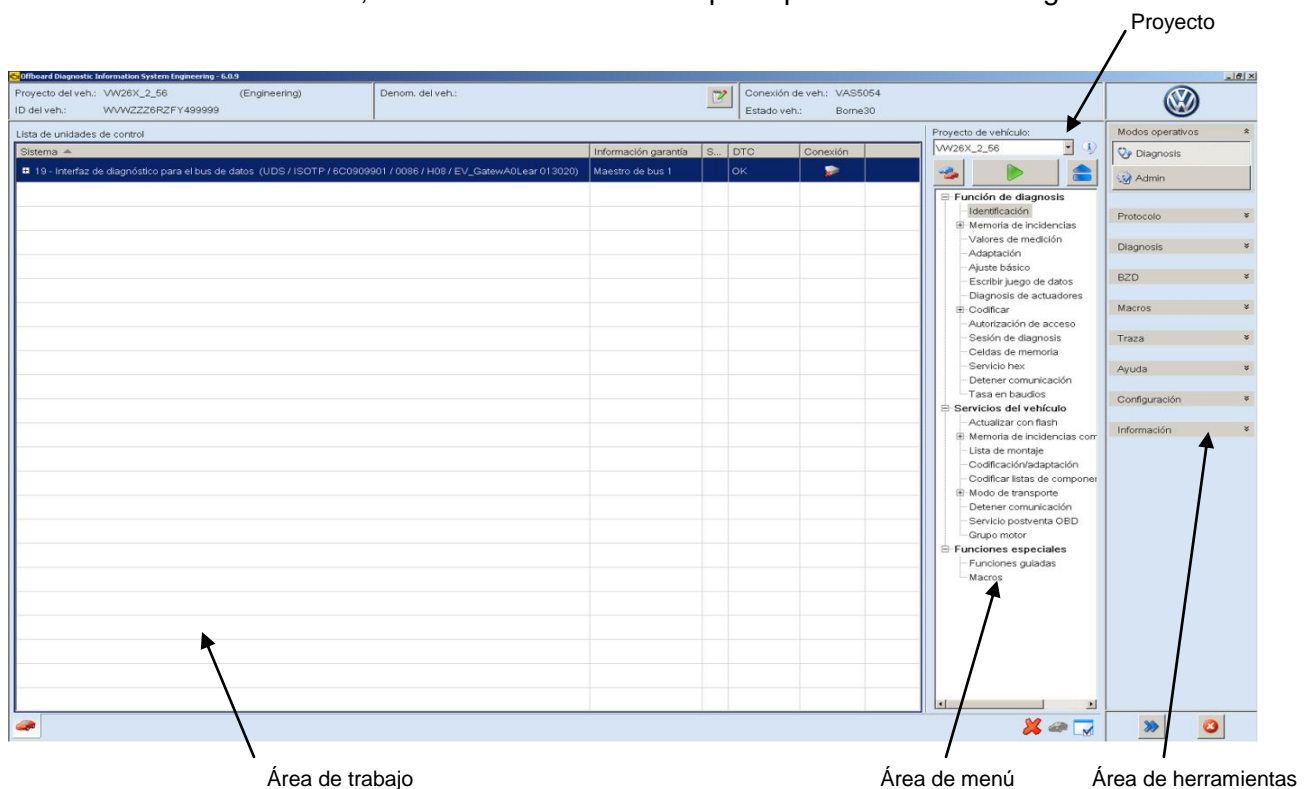 Proyecto
Offboard Diagnostic Information System Engineering - 6.0.9
Proyecto del veh.: VW26X_2_56 (Engineering)
ID del veh.: WVWZZZ6RZFY499999
Denom. del veh.:
Conexión de veh.: VAS5054
Estado veh.: Borne30
Lista de unidades de control
Sistema Información garantía S... DTC Conexión
19 - Interfaz de diagnóstico para el bus de datos (UDS / ISOTP / 6C0909901 / 0086 / H08 / EV_GatewA0Lear 013020) Maestro de bus 1 OK
Proyecto de vehículo:
VW26X_2_56
Función de diagnosis
Identificación
Memoria de incidencias
Valores de medición
Adaptación
Ajuste básico
Escribir juego de datos
Diagnosis de actuadores
Codificar
Autorización de acceso
Sesión de diagnosis
Celdas de memoria
Servicio hex
Detener comunicación
Tasa en baudios
Servicios del vehículo
Actualizar con flash
Memoria de incidencias com
Lista de montaje
Codificación/adaptación
Codificar listas de componer
Modo de transporte
Detener comunicación
Servicio postventa OBD
Grupo motor
Funciones especiales
Funciones guiadas
Macros
Modos operativos
Diagnosis
Admin
Protocolo
Diagnosis
BZD
Macros
Traza
Ayuda
Configuración
Información
Área de trabajo
Área de menú
Área de herramientas